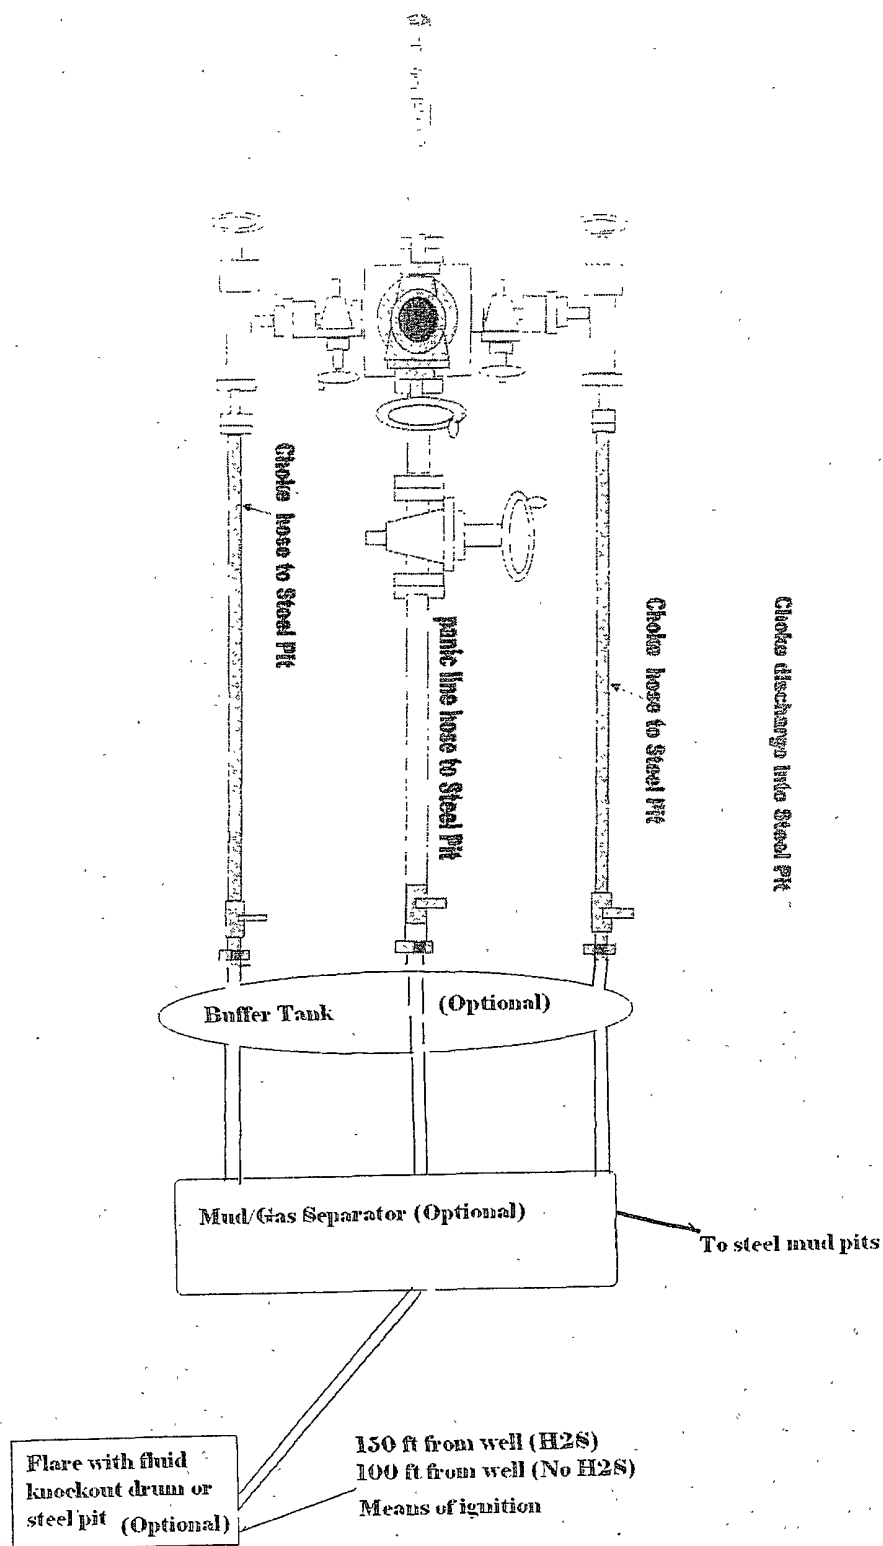 Choke hose to Steel Pit
panic line hose to Steel Pit
Choke hose to Steel Pit
Choke discharge into Steel Pit
Buffer Tank (Optional)
Mud/Gas Separator (Optional)
To steel mud pits
150 ft from well (H2S)
100 ft from well (No H2S)
Means of ignition
Flare with fluid
knockout drum or
steel pit (Optional)